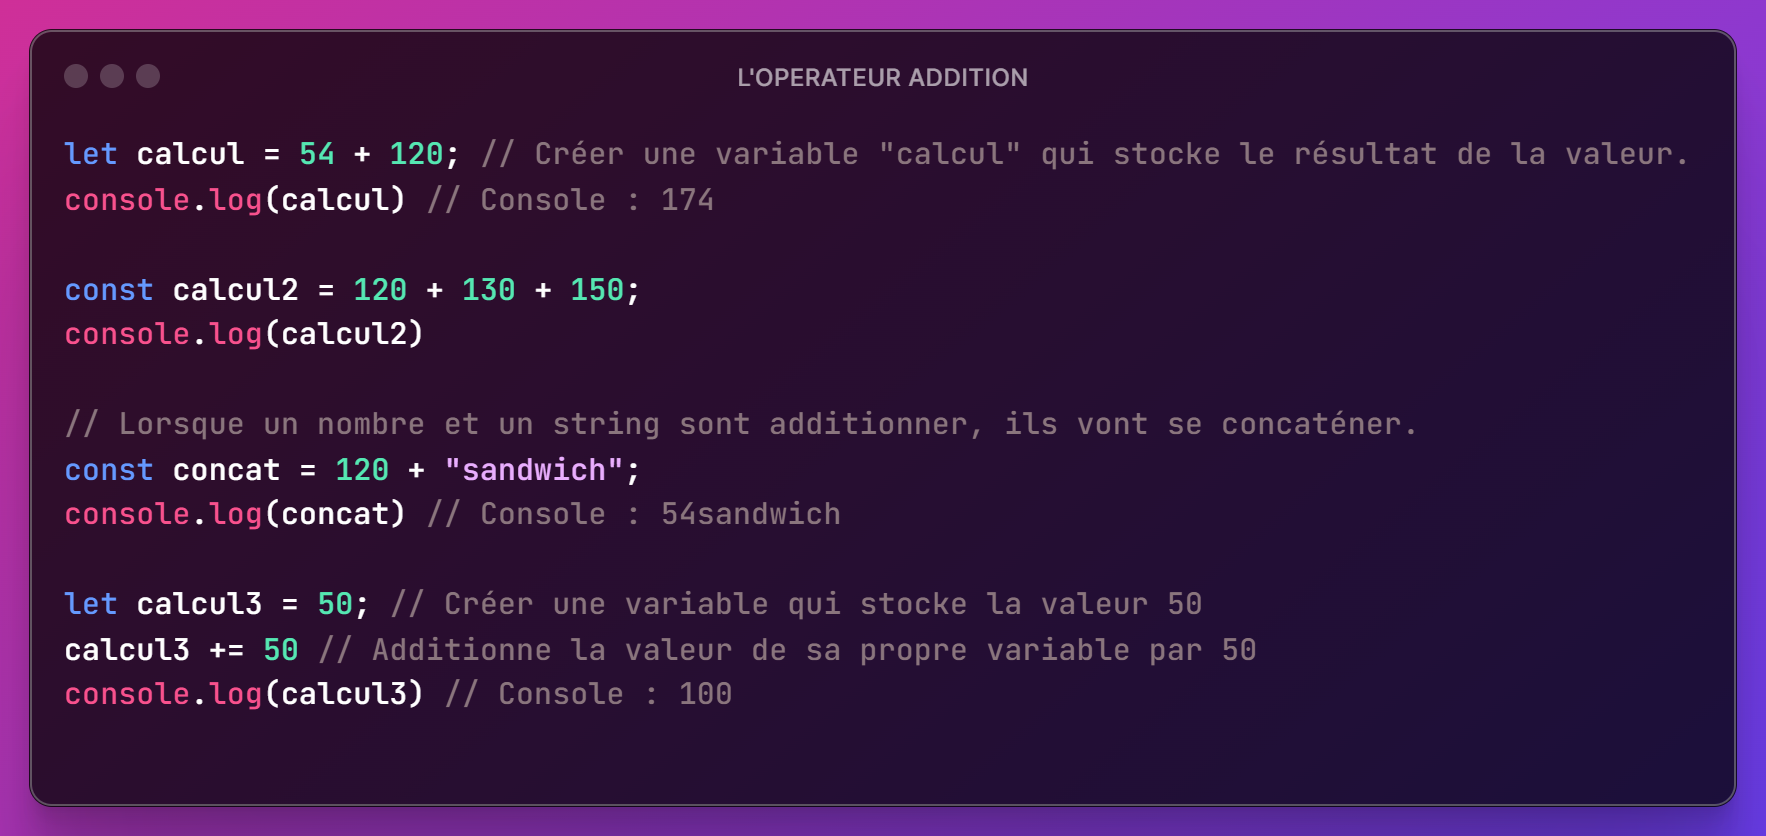 L'OPERATEUR ADDITION
let calcul = 54 + 120; // Créer une variable "calcul" qui stocke le résultat de la valeur.
console.log(calcul) // Console : 174
const calcul2 = 120 + 130 + 150;
console.log(calcul2)
// Lorsque un nombre et un string sont additionner, ils vont se concaténer.
const concat = 120 + "sandwich";
console.log(concat) // Console : 54sandwich
let calcul3 = 50; // Créer une variable qui stocke la valeur 50
calcul3 += 50 // Additionne la valeur de sa propre variable par 50
console.log(calcul3) // Console : 100